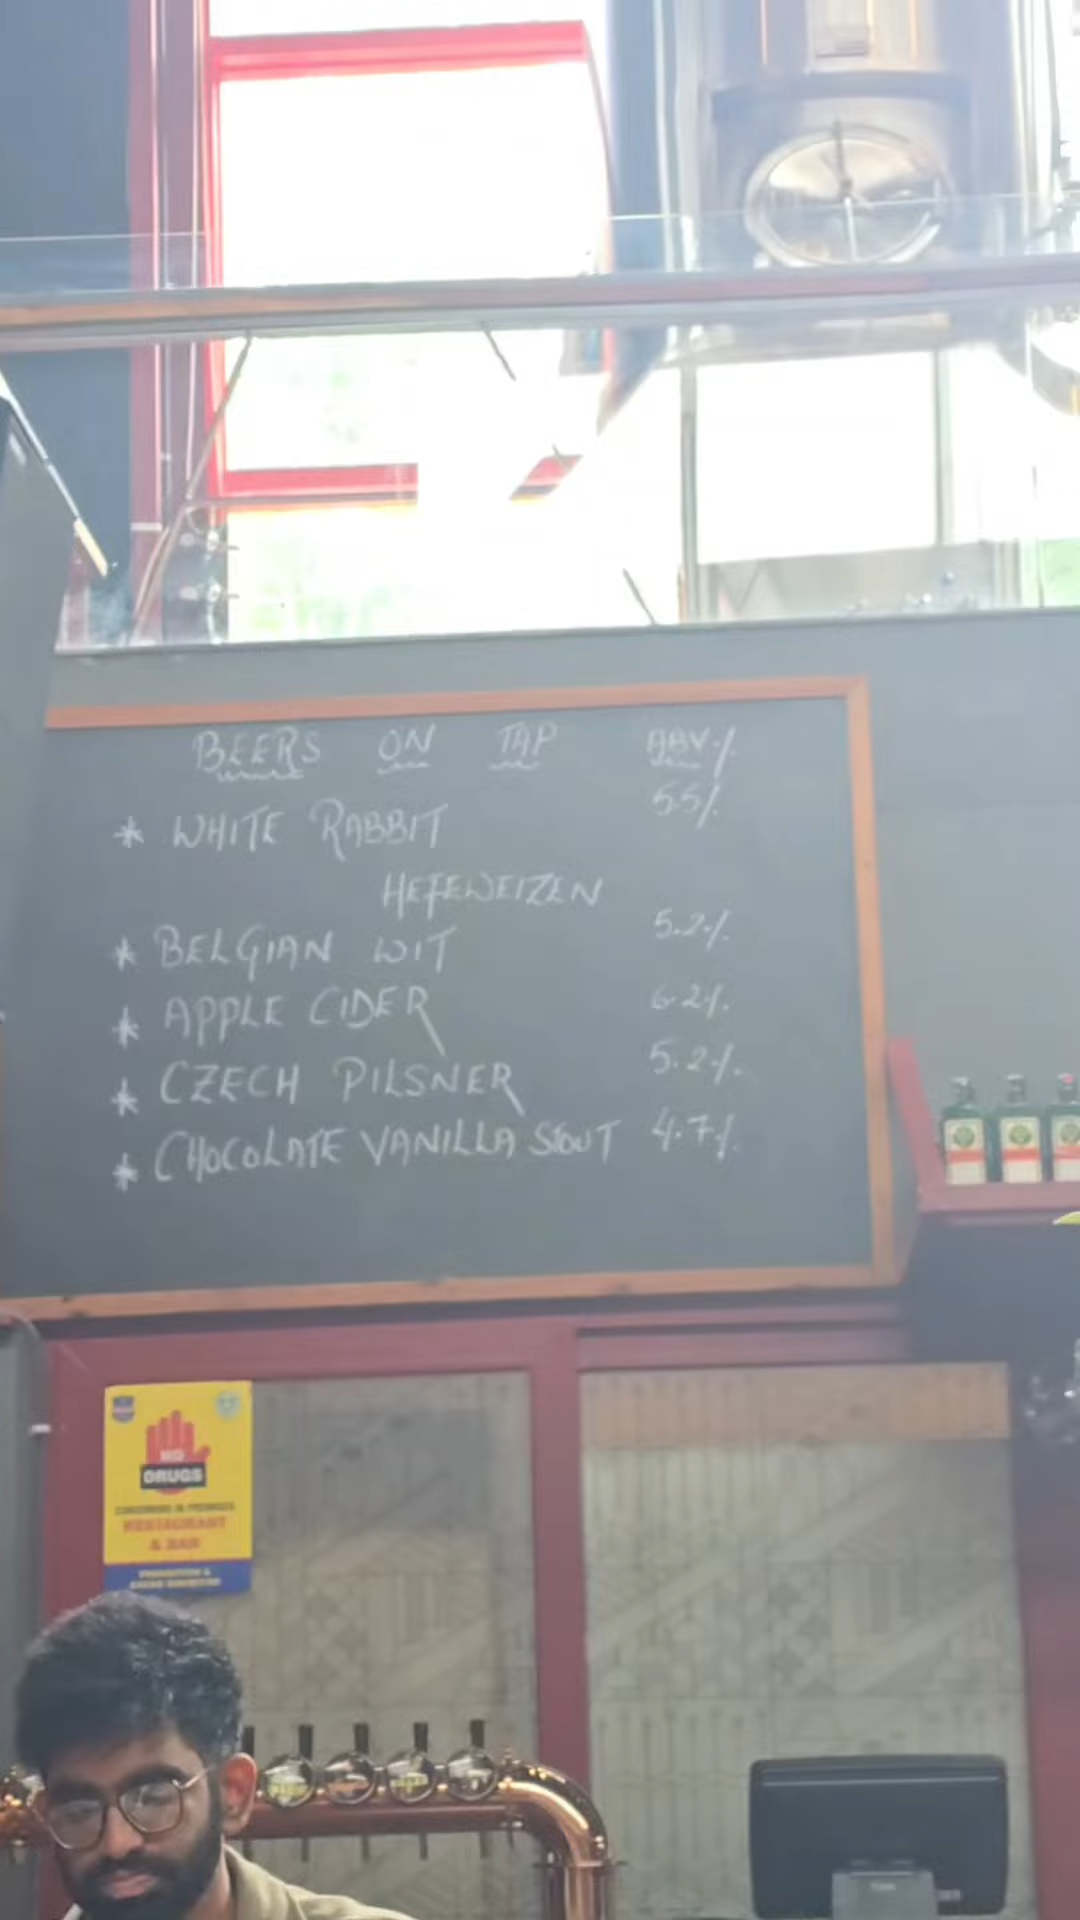 BEERS ON TAP ABV%
* WHITE RABBIT 5.5%
HEFEWEIZEN
* BELGIAN WIT 5.2%
* APPLE CIDER 6.2%
* CZECH PILSNER 5.2%
* CHOCOLATE VANILLA STOUT 4.7%
NO
DRUGS
RESTAURANT
& BAR